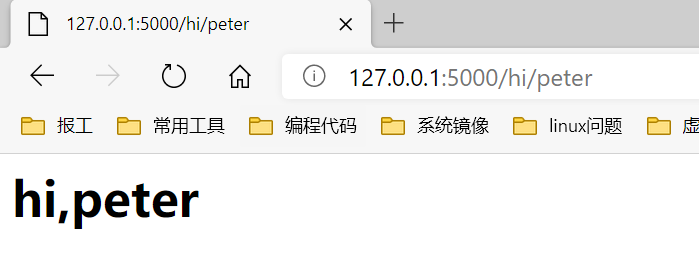 127.0.0.1:5000/hi/peter
127.0.0.1:5000/hi/peter
报工 常用工具 编程代码 系统镜像 linux问题 虚
hi,peter